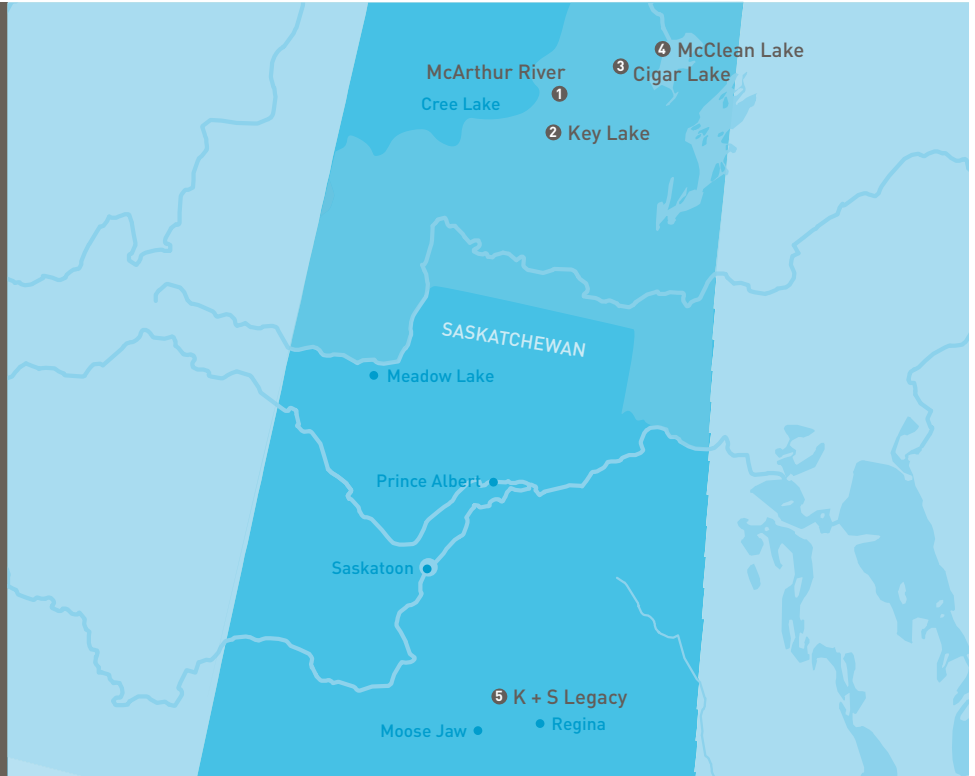 4 McClean Lake
3 Cigar Lake
McArthur River
1
Cree Lake
2 Key Lake
SASKATCHEWAN
Meadow Lake
Prince Albert
Saskatoon
5 K + S Legacy
Moose Jaw
Regina